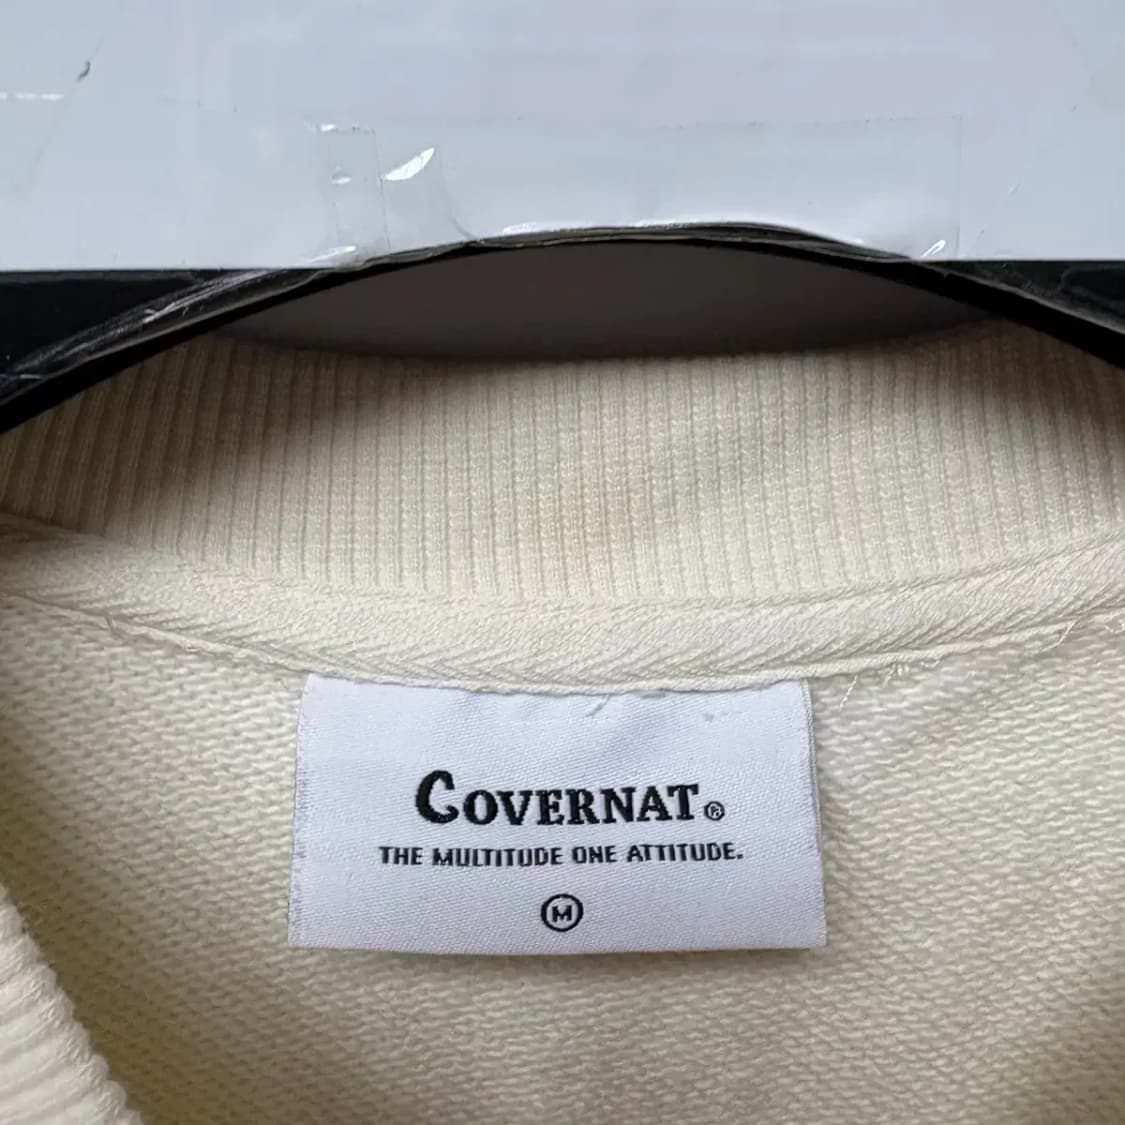 COVERNAT®
THE MULTITUDE ONE ATTITUDE.
M